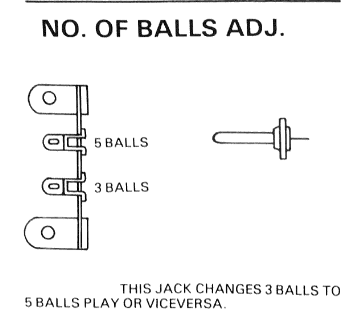 NO. OF BALLS ADJ.
5 BALLS
3 BALLS
THIS JACK CHANGES 3 BALLS TO
5 BALLS PLAY OR VICEVERSA.